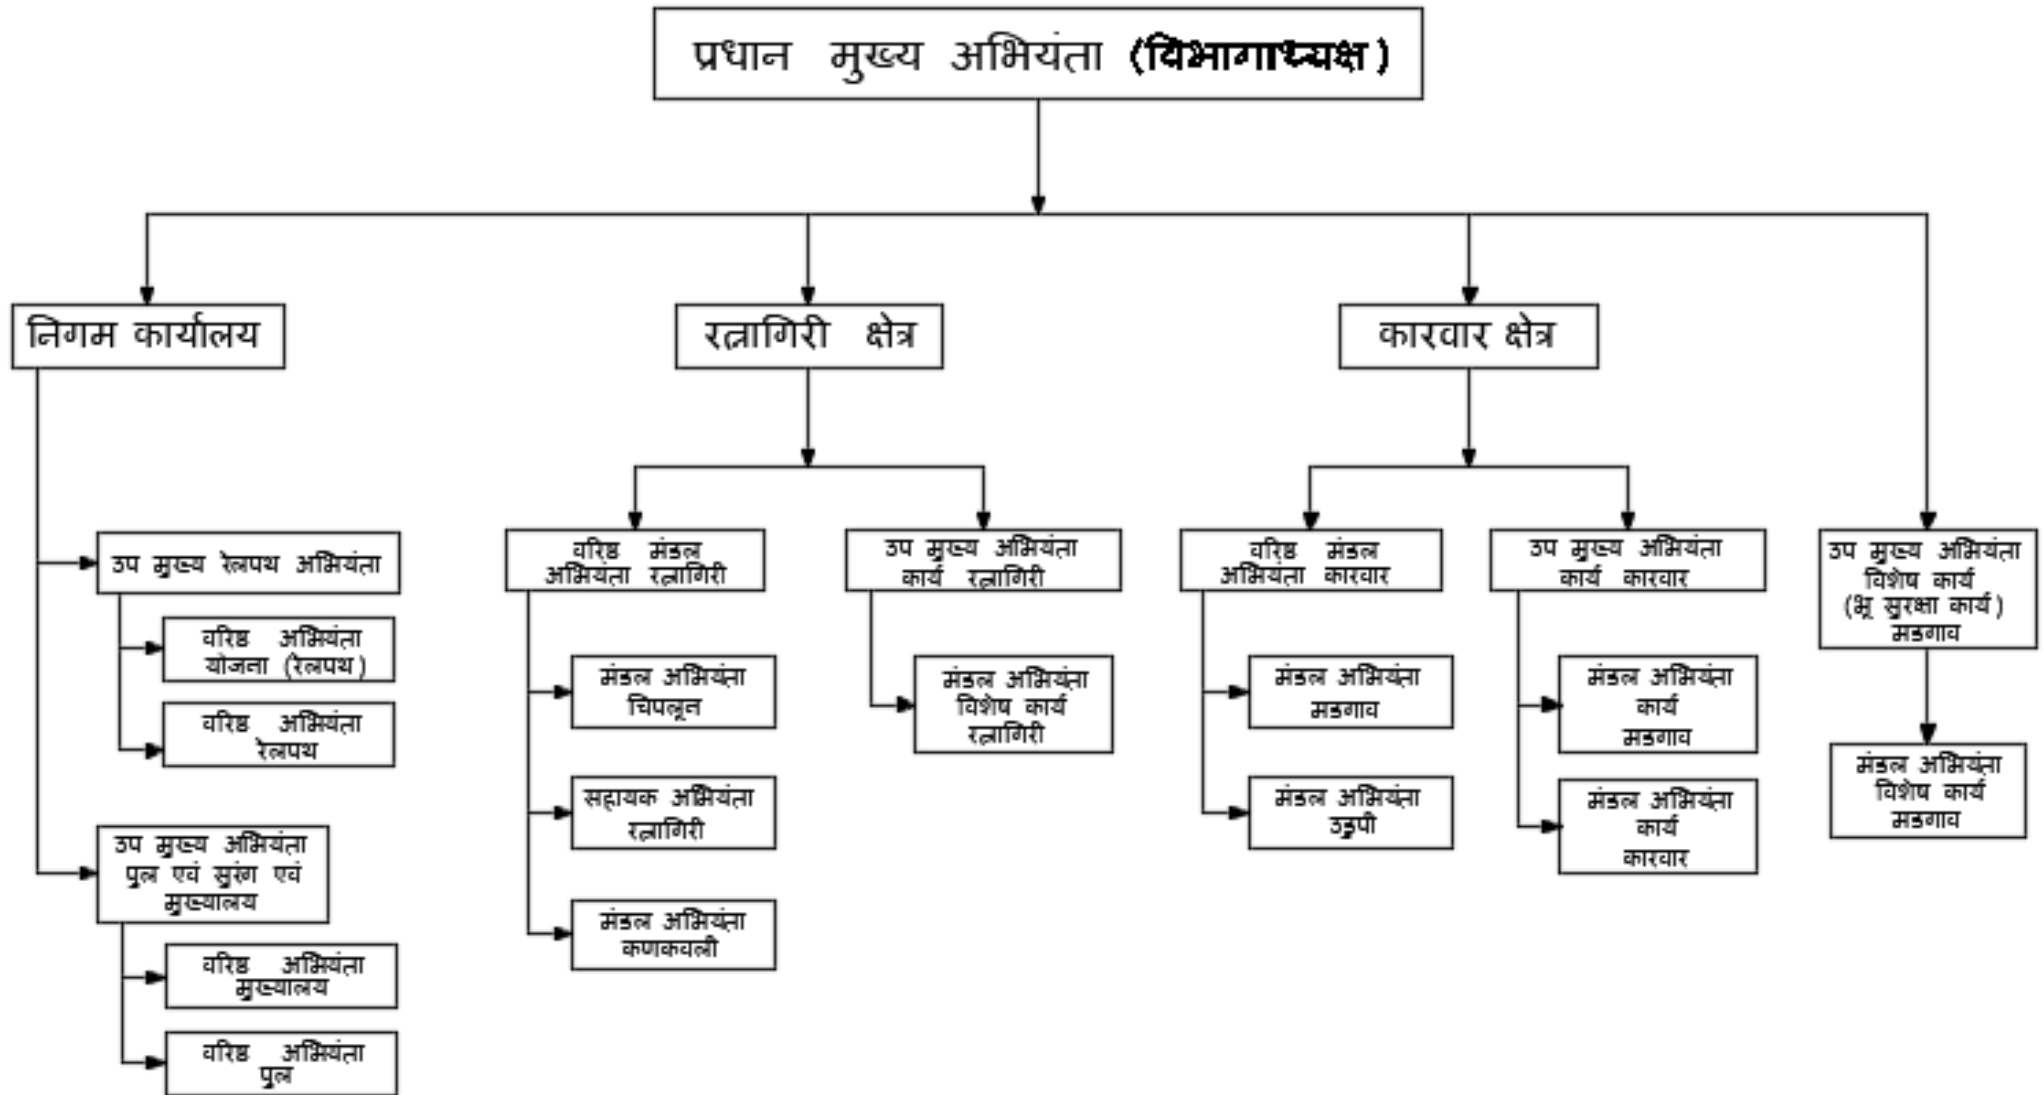 प्रधान मुख्य अभियंता (विभागाध्यक्ष)
निगम कार्यालय
रत्नागिरी क्षेत्र
कारवार क्षेत्र
उप मुख्य रेलपथ अभियंता
वरिष्ठ अभियंता
योजना (रेलपथ)
वरिष्ठ अभियंता
रेलपथ
उप मुख्य अभियंता
पुल एवं सुरंग एवं
मुख्यालय
वरिष्ठ अभियंता
मुख्यालय
वरिष्ठ अभियंता
पुल
वरिष्ठ मंडल
अभियंता रत्नागिरी
मंडल अभियंता
चिपलून
सहायक अभियंता
रत्नागिरी
मंडल अभियंता
कणकवली
उप मुख्य अभियंता
कार्य रत्नागिरी
मंडल अभियंता
विशेष कार्य
रत्नागिरी
वरिष्ठ मंडल
अभियंता कारवार
मंडल अभियंता
मडगाव
मंडल अभियंता
उडुपी
उप मुख्य अभियंता
कार्य कारवार
मंडल अभियंता
कार्य
मडगाव
मंडल अभियंता
कार्य
कारवार
उप मुख्य अभियंता
विशेष कार्य
(भू सुरक्षा कार्य)
मडगाव
मंडल अभियंता
विशेष कार्य
मडगाव